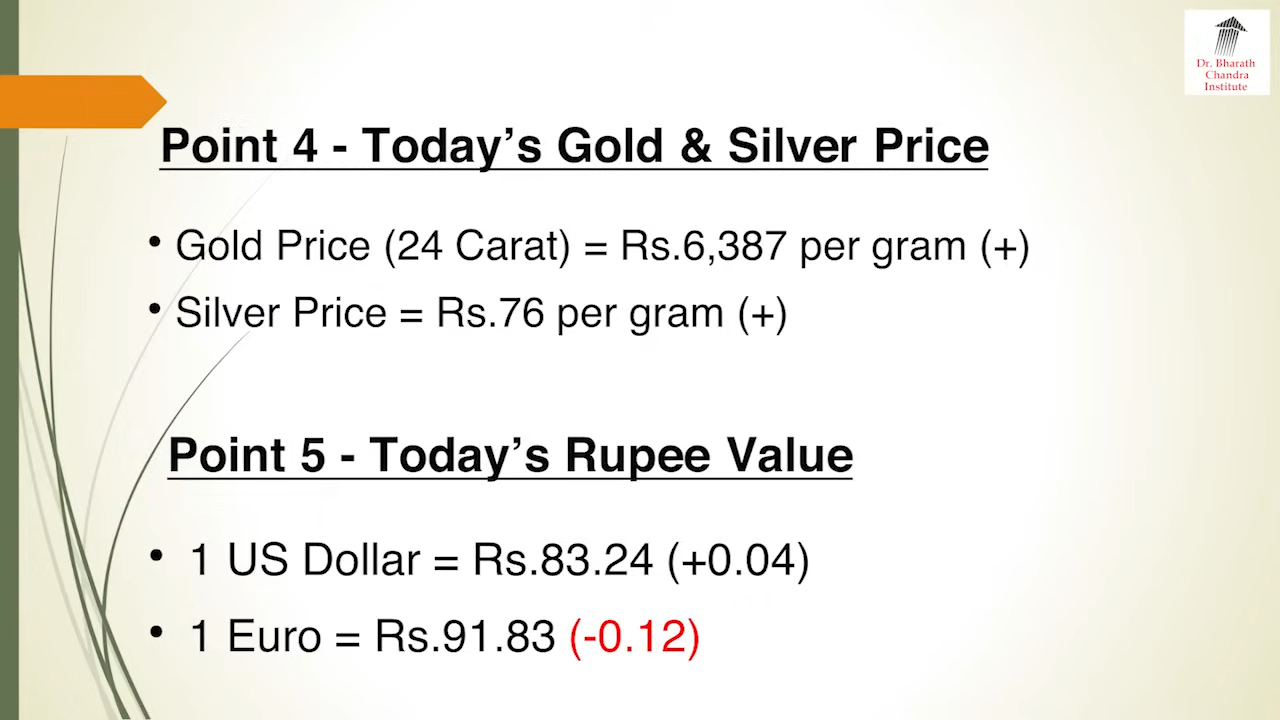 Dr. Bharath
Chandra
Institute
Point 4 - Today’s Gold & Silver Price
• Gold Price (24 Carat) = Rs.6,387 per gram (+)
• Silver Price = Rs.76 per gram (+)
Point 5 - Today’s Rupee Value
• 1 US Dollar = Rs.83.24 (+0.04)
• 1 Euro = Rs.91.83 (-0.12)